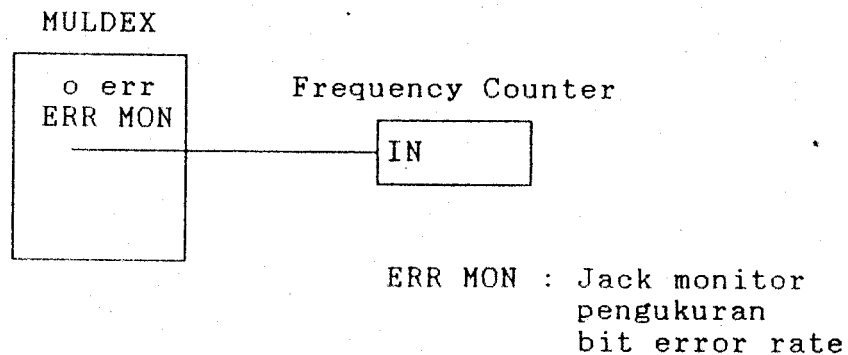 MULDEX
o err
ERR MON
Frequency Counter
IN
ERR MON : Jack monitor
pengukuran
bit error rate